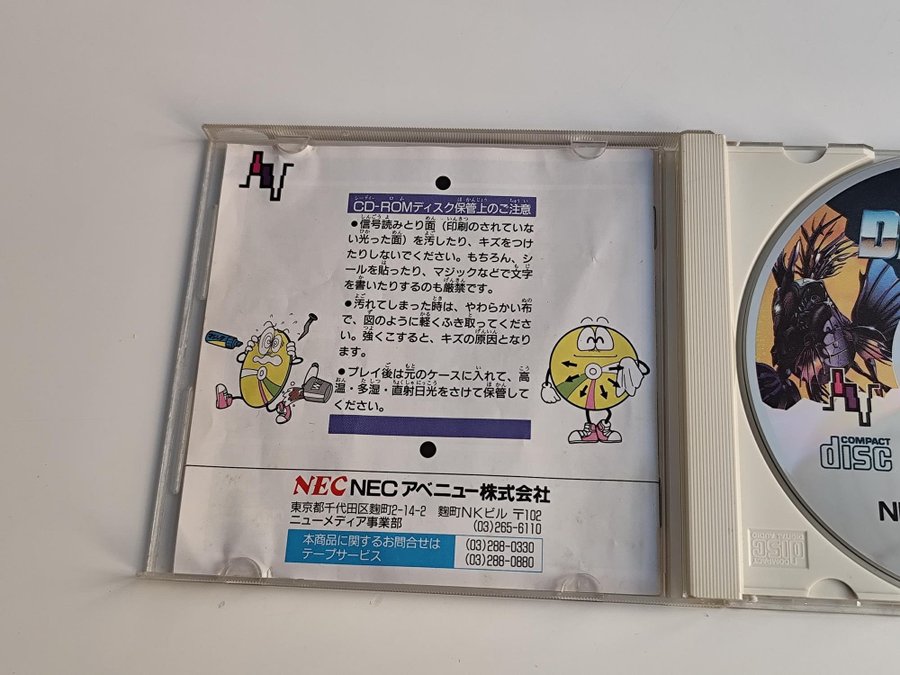 CD-ROMディスク保管上のご注意
●信号読みとり面（印刷のされていな
い光った面）を汚したり、キズをつけ
たりしないでください。もちろん、シ
ールを貼ったり、マジックなどで文字
を書いたりするのも厳禁です。
●汚れてしまった時は、やわらかい布
で、図のように軽くふき取ってくださ
い。強くこすると、キズの原因となり
ます。
●プレイ後は元のケースに入れて、高
温・多湿・直射日光をさけて保管して
ください。
NEC NEC アベニュー株式会社
東京都千代田区麹町2-14-2 麹町NKビル 〒102
ニューメディア事業部 (03)265-6110
本商品に関するお問合せは
テープサービス
(03)288-0330
(03)288-0880
COMPACT
disc